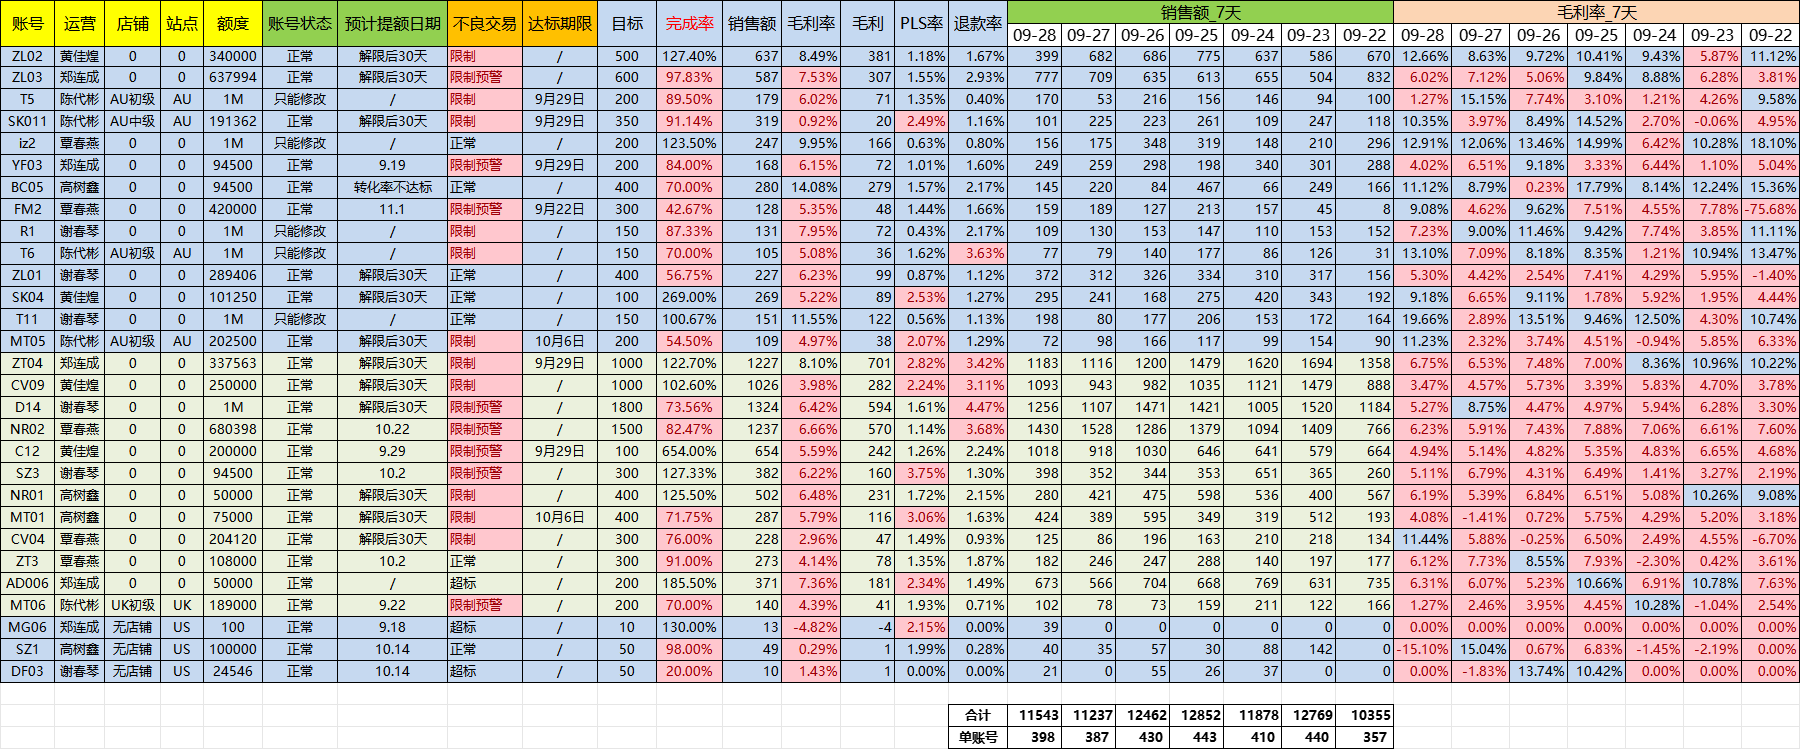 账号 运营 店铺 站点 额度 账号状态 预计提额日期 不良交易 达标期限 目标 完成率 销售额 毛利率 毛利 PLS率 退款率 销售额_7天 毛利率_7天
09-28 09-27 09-26 09-25 09-24 09-23 09-22 09-28 09-27 09-26 09-25 09-24 09-23 09-22
ZL02 黄佳煌 0 0 340000 正常 解限后30天 限制 / 500 127.40% 637 8.49% 381 1.18% 1.67% 399 682 686 775 637 586 670 12.66% 8.63% 9.72% 10.41% 9.43% 5.87% 11.12%
ZL03 郑连成 0 0 637994 正常 解限后30天 限制预警 / 600 97.83% 587 7.53% 307 1.55% 2.93% 777 709 635 613 655 504 832 6.02% 7.12% 5.06% 9.84% 8.88% 6.28% 3.81%
T5 陈代彬 AU初级 AU 1M 只能修改 / 限制 9月29日 200 89.50% 179 6.02% 71 1.35% 0.40% 170 53 216 156 146 94 100 1.27% 15.15% 7.74% 3.10% 1.21% 4.26% 9.58%
SK011 陈代彬 AU中级 AU 191362 正常 解限后30天 限制 9月29日 350 91.14% 319 0.92% 20 2.49% 1.16% 101 225 223 261 109 247 118 10.35% 3.97% 8.49% 14.52% 2.70% -0.06% 4.95%
iz2 覃春燕 0 0 1M 只能修改 / 正常 / 200 123.50% 247 9.95% 166 0.63% 0.80% 156 175 348 319 148 210 296 12.91% 12.06% 13.46% 14.99% 6.42% 10.28% 18.10%
YF03 郑连成 0 0 94500 正常 9.19 限制预警 9月29日 200 84.00% 168 6.15% 72 1.01% 1.60% 249 259 298 198 340 301 288 4.02% 6.51% 9.18% 3.33% 6.44% 1.10% 5.04%
BC05 高树鑫 0 0 94500 正常 转化率不达标 正常 / 400 70.00% 280 14.08% 279 1.57% 2.17% 145 220 84 467 66 249 166 11.12% 8.79% 0.23% 17.79% 8.14% 12.24% 15.36%
FM2 覃春燕 0 0 420000 正常 11.1 限制预警 9月22日 300 42.67% 128 5.35% 48 1.44% 1.66% 159 189 127 213 157 45 8 9.08% 4.62% 9.62% 7.51% 4.55% 7.78% -75.68%
R1 谢春琴 0 0 1M 只能修改 / 限制 / 150 87.33% 131 7.95% 72 0.43% 2.17% 109 130 153 147 110 153 152 7.23% 9.00% 11.46% 9.42% 7.74% 3.85% 11.11%
T6 陈代彬 AU初级 AU 1M 正常 / 限制 / 150 70.00% 105 5.08% 36 1.62% 3.63% 77 79 140 177 86 126 31 13.10% 7.09% 8.18% 8.35% 1.21% 10.94% 13.47%
ZL01 谢春琴 0 0 289406 正常 解限后30天 正常 / 400 56.75% 227 6.23% 99 0.87% 1.12% 372 312 326 334 310 317 156 5.30% 4.42% 2.54% 7.41% 4.29% 5.95% -1.40%
SK04 黄佳煌 0 0 101250 正常 解限后30天 正常 / 100 269.00% 269 5.22% 89 2.53% 1.27% 295 241 168 275 420 343 192 9.18% 6.65% 9.11% 1.78% 5.92% 1.95% 4.44%
T11 谢春琴 0 0 1M 只能修改 / 正常 / 150 100.67% 151 11.55% 122 0.56% 1.13% 198 80 177 206 153 172 164 19.66% 2.89% 13.51% 9.46% 12.50% 4.30% 10.74%
MT05 陈代彬 AU初级 AU 202500 正常 解限后30天 限制 10月6日 200 54.50% 109 4.97% 38 2.07% 1.29% 72 98 166 117 99 154 90 11.23% 2.32% 3.74% 4.51% -0.94% 5.85% 6.33%
ZT04 郑连成 0 0 337563 正常 解限后30天 限制 9月29日 1000 122.70% 1227 8.10% 701 2.82% 3.42% 1183 1116 1200 1479 1620 1694 1358 6.75% 6.53% 7.48% 7.00% 8.36% 10.96% 10.22%
CV09 黄佳煌 0 0 250000 正常 解限后30天 限制 / 1000 102.60% 1026 3.98% 282 2.24% 3.11% 1093 943 982 1035 1121 1479 888 3.47% 4.57% 5.73% 3.39% 5.83% 4.70% 3.78%
D14 谢春琴 0 0 1M 正常 解限后30天 限制预警 / 1800 73.56% 1324 6.42% 594 1.61% 4.47% 1256 1107 1471 1421 1005 1520 1184 5.27% 8.75% 4.47% 4.97% 5.94% 6.28% 3.30%
NR02 覃春燕 0 0 680398 正常 10.22 限制预警 / 1500 82.47% 1237 6.66% 570 1.14% 3.68% 1430 1528 1286 1379 1094 1409 766 6.23% 5.91% 7.43% 7.88% 7.06% 6.61% 7.60%
C12 黄佳煌 0 0 200000 正常 9.29 限制预警 9月29日 100 654.00% 654 5.59% 242 1.26% 2.24% 1018 918 1030 646 641 579 664 4.94% 5.14% 4.82% 5.35% 4.83% 6.65% 4.68%
SZ3 谢春琴 0 0 94500 正常 10.2 限制预警 / 300 127.33% 382 6.22% 160 3.75% 1.30% 398 352 344 353 651 365 260 5.11% 6.79% 4.31% 6.49% 1.41% 3.27% 2.19%
NR01 高树鑫 0 0 50000 正常 解限后30天 限制 / 400 125.50% 502 6.48% 231 1.72% 2.15% 280 421 475 598 536 400 567 6.19% 5.39% 6.84% 6.51% 5.08% 10.26% 9.08%
MT01 高树鑫 0 0 75000 正常 解限后30天 限制 10月6日 400 71.75% 287 5.79% 116 3.06% 1.63% 424 389 595 349 319 512 193 4.08% -1.41% 0.72% 5.75% 4.29% 5.20% 3.18%
CV04 覃春燕 0 0 204120 正常 解限后30天 限制 / 300 76.00% 228 2.96% 47 1.49% 0.93% 125 86 196 163 210 218 134 11.44% 5.88% -0.25% 6.50% 2.49% 4.55% -6.70%
ZT3 覃春燕 0 0 108000 正常 10.2 正常 / 300 91.00% 273 4.14% 78 1.35% 1.87% 182 246 288 140 197 177 6.12% 7.73% 8.55% 7.93% -2.30% 0.42% 3.61%
AD006 郑连成 0 0 50000 正常 / 超标 / 200 185.50% 371 7.36% 181 2.34% 1.49% 673 566 704 668 769 631 735 6.31% 6.07% 5.23% 10.66% 6.91% 10.78% 7.63%
MT06 陈代彬 UK初级 UK 189000 正常 9.22 限制预警 / 200 70.00% 140 4.39% 41 1.93% 0.71% 102 78 73 159 211 122 166 1.27% 2.46% 3.95% 4.45% 10.28% -1.04% 2.54%
MG06 郑连成 无店铺 US 100 正常 9.18 超标 / 10 130.00% 13 -4.82% -4 2.15% 0.00% 39 0 0 0 0 0 0 0.00% 0.00% 0.00% 0.00% 0.00% 0.00% 0.00%
SZ1 高树鑫 无店铺 US 100000 正常 10.14 正常 / 50 98.00% 49 0.29% 1 1.99% 0.28% 40 35 57 30 88 142 0 -15.10% 15.04% 0.67% 6.83% -1.45% -2.19% 0.00%
DF03 谢春琴 无店铺 US 24546 正常 10.14 超标 / 50 20.00% 10 1.43% 1 0.00% 0.00% 21 0 55 26 37 0 0 0.00% -1.83% 13.74% 10.42% 0.00% 0.00% 0.00%
合计 11543 11237 12462 12852 11878 12769 10355
单账号 398 387 430 443 410 440 357